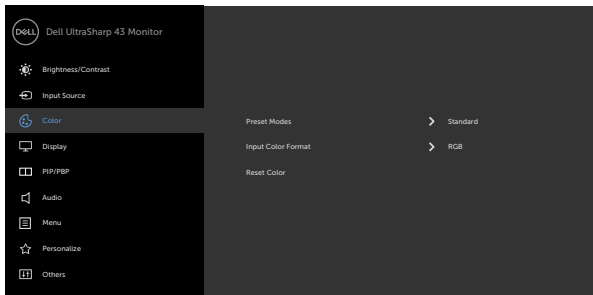 DELL
Dell UltraSharp 43 Monitor
Brightness/Contrast
Input Source
Color
Preset Modes
Standard
Input Color Format
RGB
Reset Color
Display
PIP/PBP
Audio
Menu
Personalize
Others